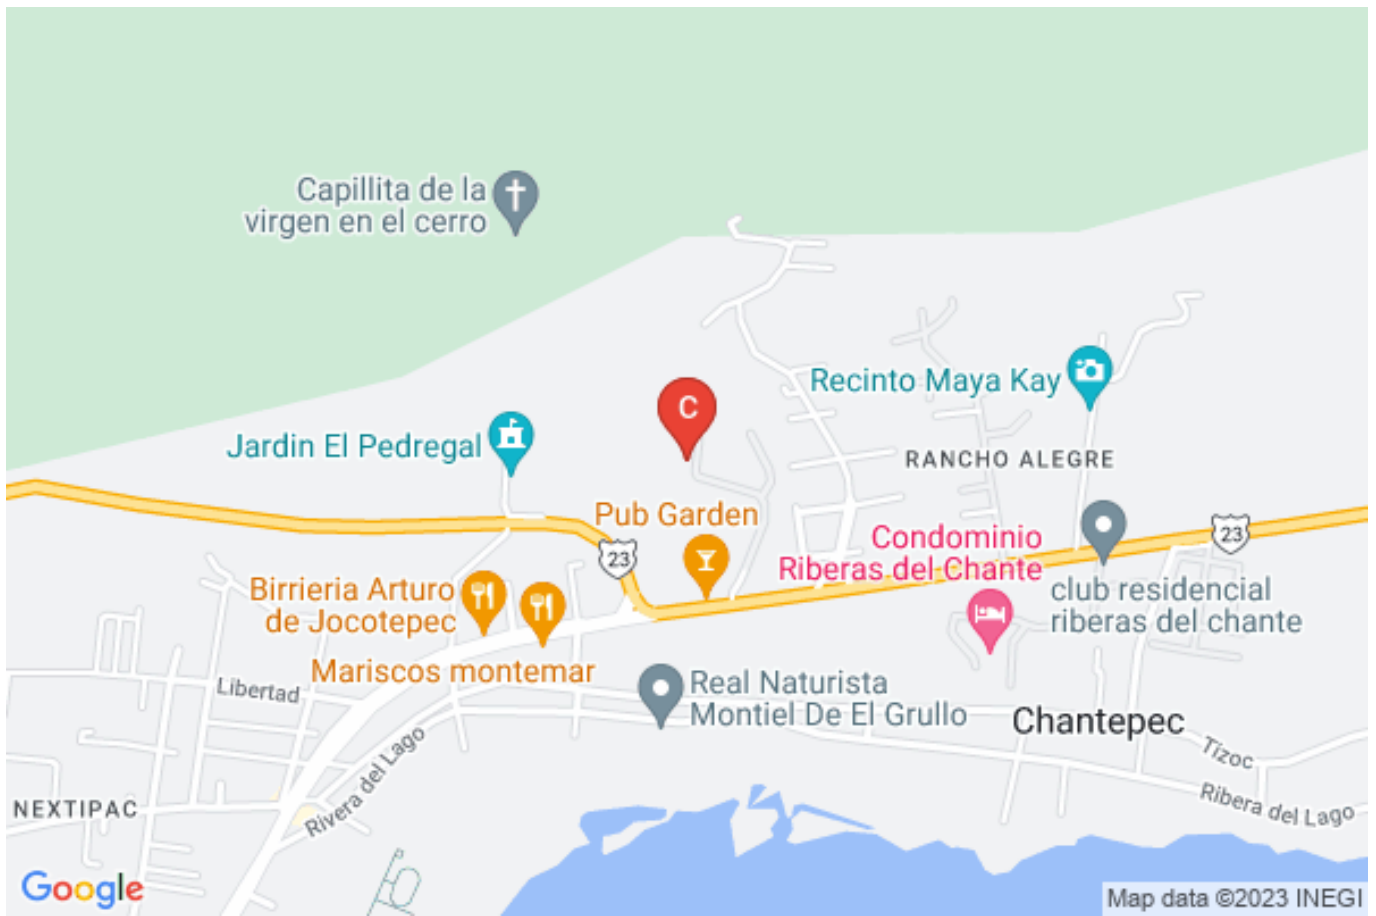 Capillita de la
virgen en el cerro
Recinto Maya Kay
C
Jardin El Pedregal
RANCHO ALEGRE
Pub Garden
23
23
Condominio
Riberas del Chante
Birrieria Arturo
de Jocotepec
club residencial
riberas del chante
Mariscos montemar
Libertad
Real Naturista
Montiel De El Grullo
Chantepec
Tizoc
Rivera del Lago
Ribera del Lago
NEXTIPAC
Google
Map data ©2023 INEGI